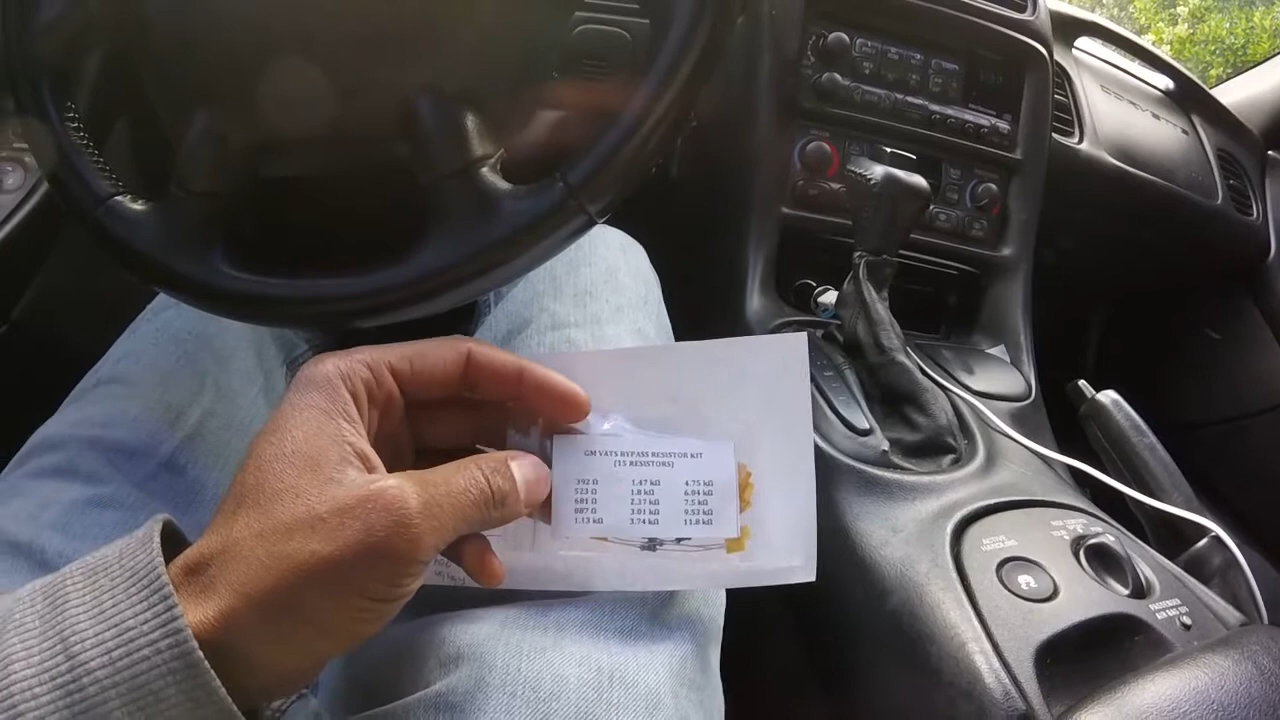 CORVETTE
GM VATS BYPASS RESISTOR KIT
(15 RESISTORS)
392 Ω 1.47 kΩ 4.75 kΩ
523 Ω 1.8 kΩ 6.04 kΩ
681 Ω 2.37 kΩ 7.5 kΩ
887 Ω 3.01 kΩ 9.53 kΩ
1.13 kΩ 3.74 kΩ 11.8 kΩ
ACTIVE
HANDLING
TOUR
PASSENGER
AIR BAG OFF